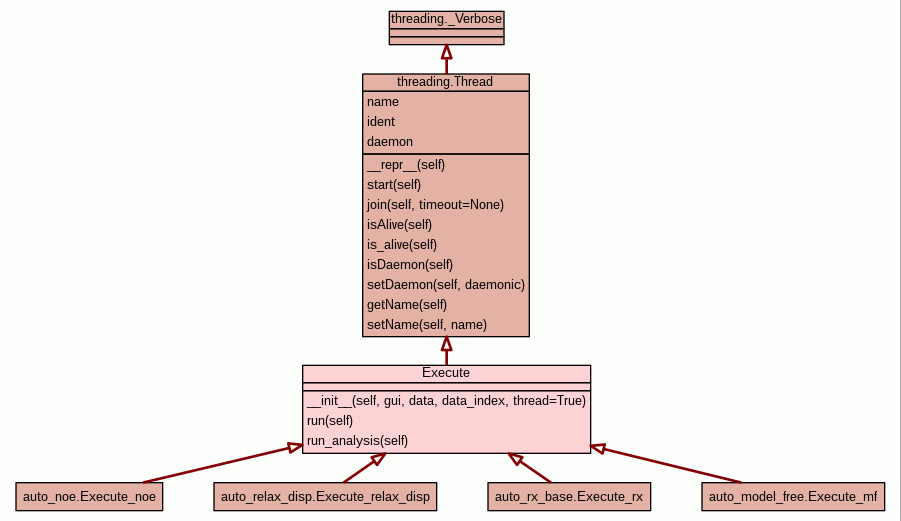 threading._Verbose
threading.Thread
name
ident
daemon
__repr__(self)
start(self)
join(self, timeout=None)
isAlive(self)
is_alive(self)
isDaemon(self)
setDaemon(self, daemonic)
getName(self)
setName(self, name)
Execute
__init__(self, gui, data, data_index, thread=True)
run(self)
run_analysis(self)
auto_noe.Execute_noe
auto_relax_disp.Execute_relax_disp
auto_rx_base.Execute_rx
auto_model_free.Execute_mf